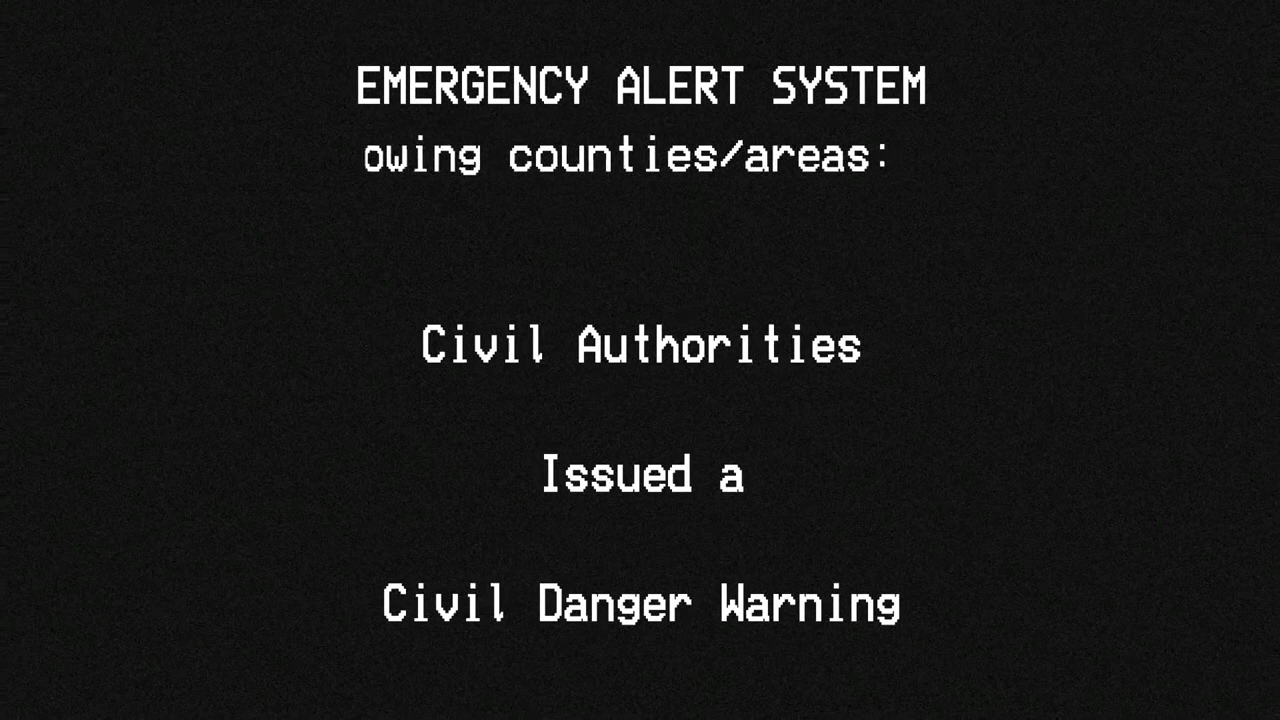 EMERGENCY ALERT SYSTEM
owing counties/areas:
Civil Authorities
Issued a
Civil Danger Warning